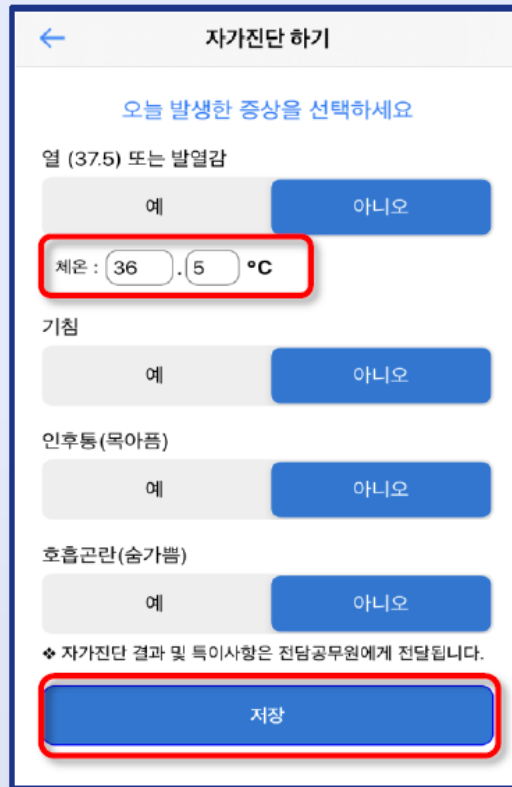 자가진단 하기
오늘 발생한 증상을 선택하세요
열 (37.5) 또는 발열감
예 아니오
체온 : 36 . 5 °C
기침
예 아니오
인후통(목아픔)
예 아니오
호흡곤란(숨가쁨)
예 아니오
❖ 자가진단 결과 및 특이사항은 전담공무원에게 전달됩니다.
저장